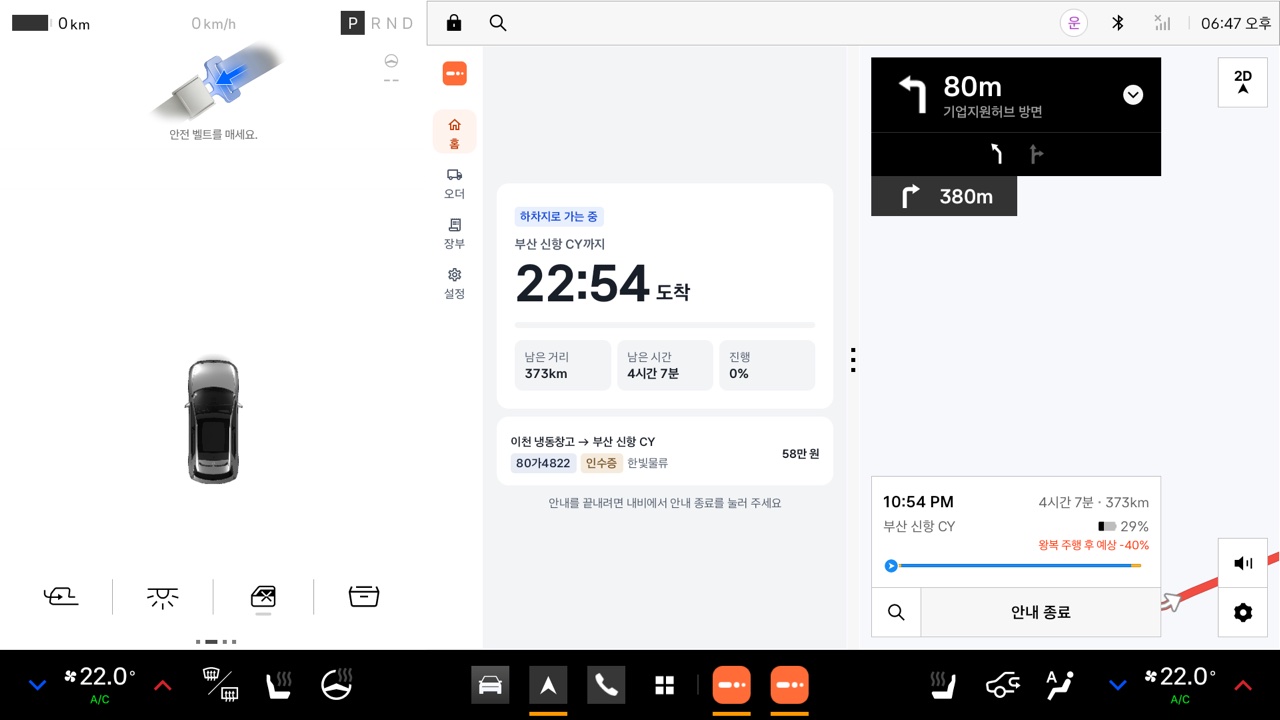 0 km
0 km/h
P R N D
운
06:47 오후
안전 벨트를 매세요.
홈
오더
장부
설정
하차지로 가는 중
부산 신항 CY까지
22:54 도착
남은 거리
373km
남은 시간
4시간 7분
진행
0%
이천 냉동창고 → 부산 신항 CY
80가4822 인수증 한빛물류
58만 원
안내를 끝내려면 내비에서 안내 종료를 눌러 주세요
80m
기업지원허브 방면
380m
2D
10:54 PM
4시간 7분 · 373km
부산 신항 CY
29%
왕복 주행 후 예상 -40%
안내 종료
22.0°
A/C
A
22.0°
A/C